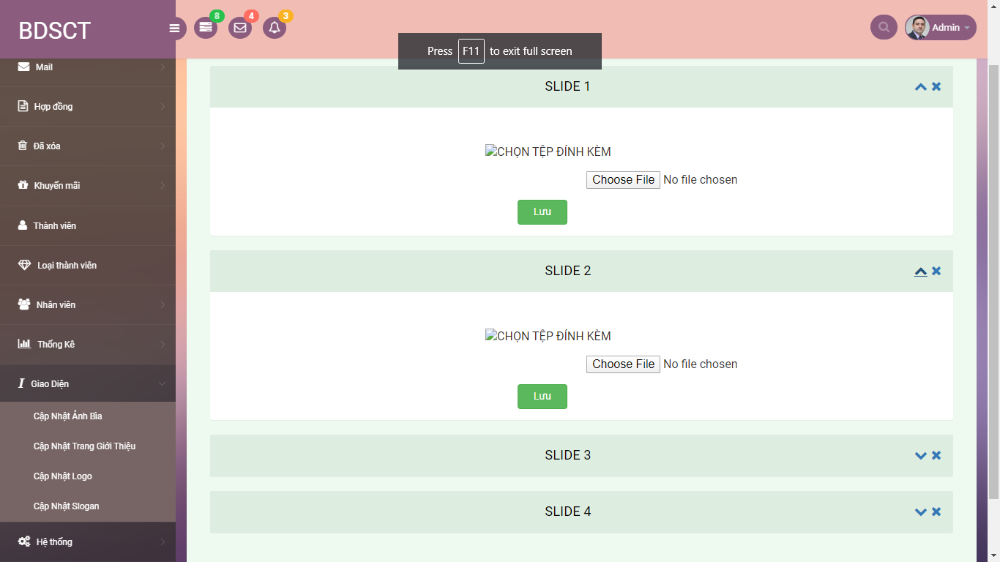 BDSCT
8
4
3
Admin
Press F11 to exit full screen
Mail
Hợp đồng
Đã xóa
Khuyến mãi
Thành viên
Loại thành viên
Nhân viên
Thống Kê
Giao Diện
Cập Nhật Ảnh Bìa
Cập Nhật Trang Giới Thiệu
Cập Nhật Logo
Cập Nhật Slogan
Hệ thống
SLIDE 1
CHỌN TỆP ĐÍNH KÈM
Choose File No file chosen
Lưu
SLIDE 2
CHỌN TỆP ĐÍNH KÈM
Choose File No file chosen
Lưu
SLIDE 3
SLIDE 4